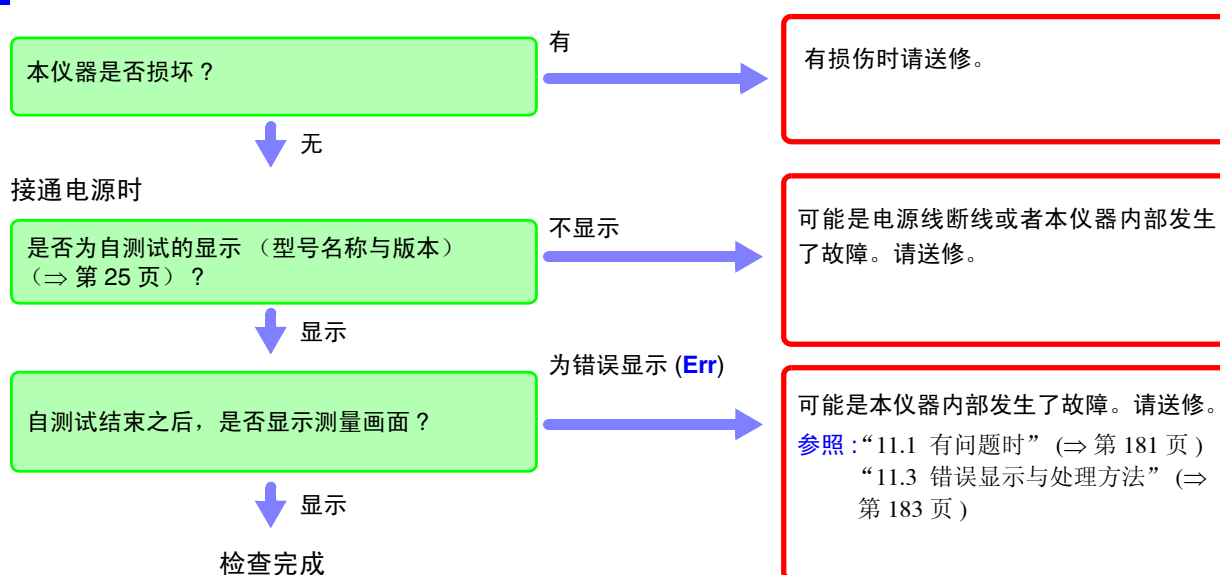 本仪器是否损坏？
有
有损伤时请送修。
无
接通电源时
是否为自测试的显示 （型号名称与版本）
（⇒ 第 25 页）？
不显示
可能是电源线断线或者本仪器内部发生
了故障。请送修。
显示
自测试结束之后，是否显示测量画面？
为错误显示 (Err)
可能是本仪器内部发生了故障。请送修。
参照：“11.1 有问题时” (⇒ 第 181 页 )
“11.3 错误显示与处理方法” (⇒
第 183 页 )
显示
检查完成